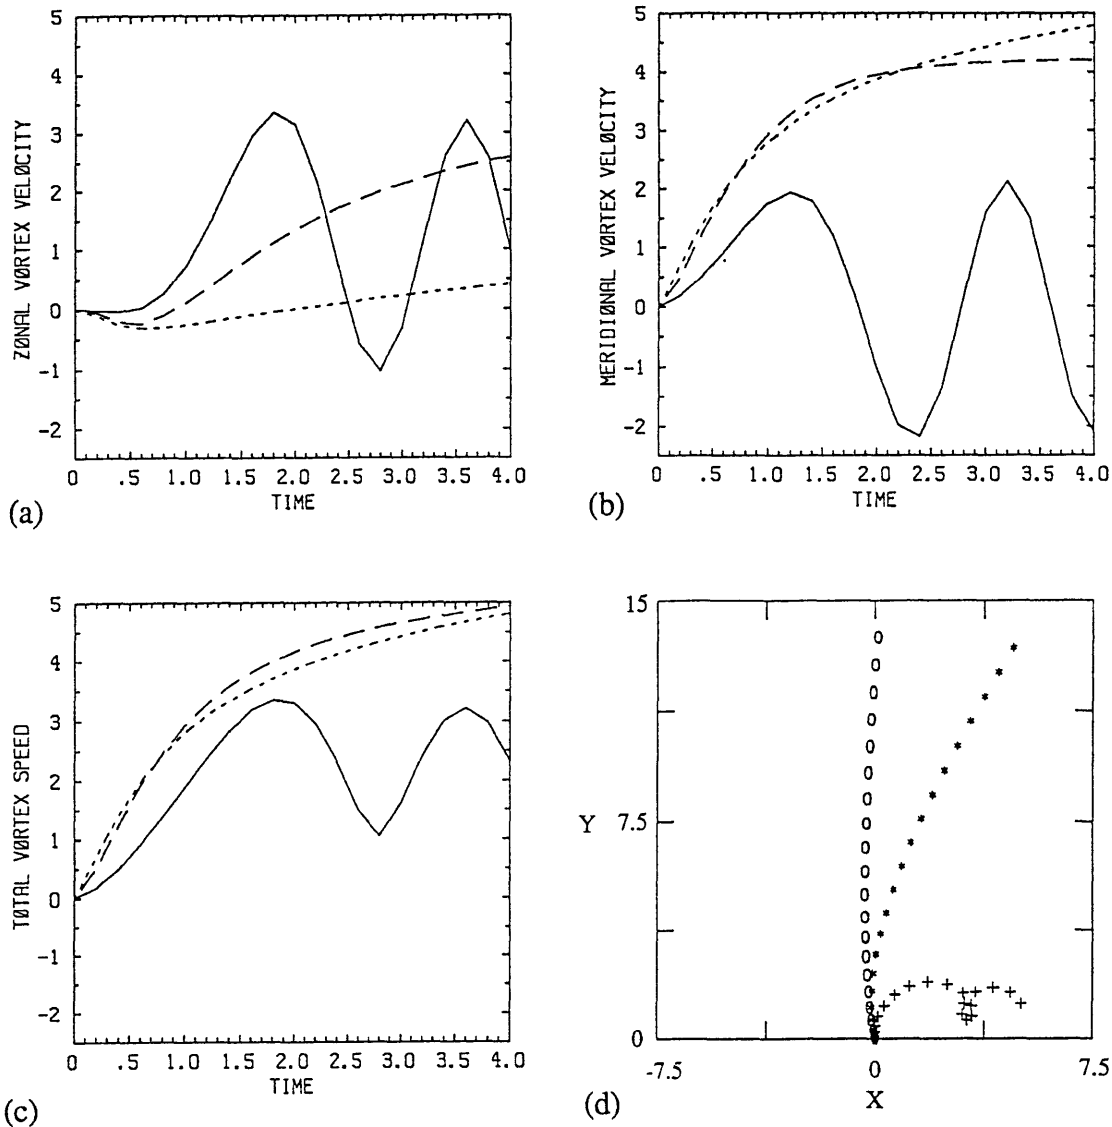 5
4
3
2
1
0
-1
-2
ZØNAL VØRTEX VELØCITY
0 .5 1.0 1.5 2.0 2.5 3.0 3.5 4.0
TIME
(a)
5
4
3
2
1
0
-1
-2
MERIDIØNAL VØRTEX VELØCITY
0 .5 1.0 1.5 2.0 2.5 3.0 3.5 4.0
TIME
(b)
5
4
3
2
1
0
-1
-2
TØTAL VØRTEX SPEED
0 .5 1.0 1.5 2.0 2.5 3.0 3.5 4.0
TIME
(c)
15
7.5
0
Y
-7.5 0 7.5
X
(d)